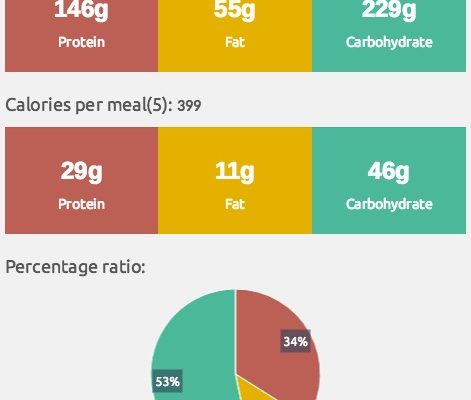 146g 55g 229g
Protein Fat Carbohydrate
Calories per meal(5): 399
29g 11g 46g
Protein Fat Carbohydrate
Percentage ratio:
34%
53%